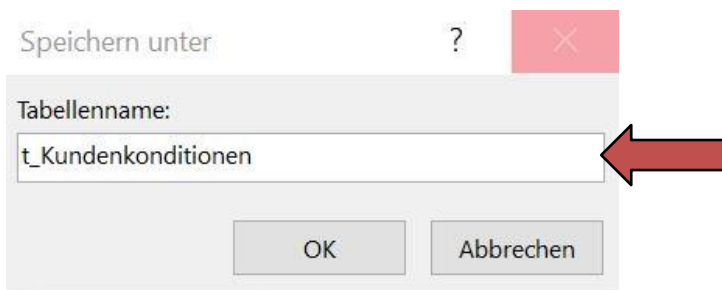 Speichern unter ?
Tabellenname:
t_Kundenkonditionen
OK Abbrechen